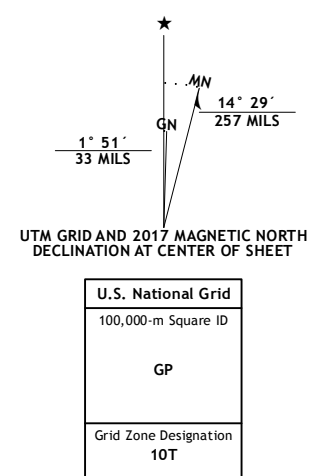 MN
14° 29´
257 MILS
GN
1° 51´
33 MILS
UTM GRID AND 2017 MAGNETIC NORTH
DECLINATION AT CENTER OF SHEET
U.S. National Grid
100,000-m Square ID
GP
Grid Zone Designation
10T